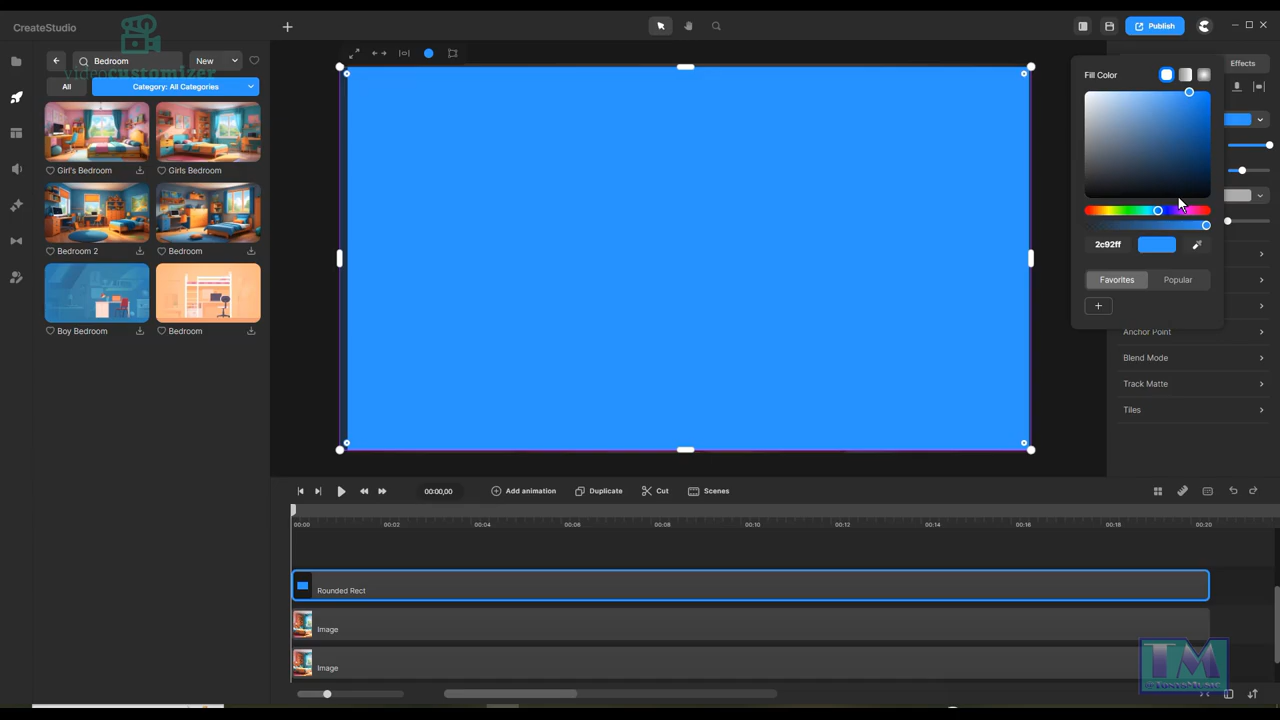 CreateStudio
Publish
Bedroom
New
Videocustomizer
Effects
All
Category: All Categories
Fill Color
Girl's Bedroom
Girls Bedroom
Bedroom 2
Bedroom
2c92ff
Favorites
Popular
Boy Bedroom
Bedroom
Anchor Point
Blend Mode
Track Matte
Tiles
00:00,00
Add animation
Duplicate
Cut
Scenes
00:00
00:02
00:04
00:06
00:08
00:10
00:12
00:14
00:16
00:18
00:20
Rounded Rect
Image
Image
TM